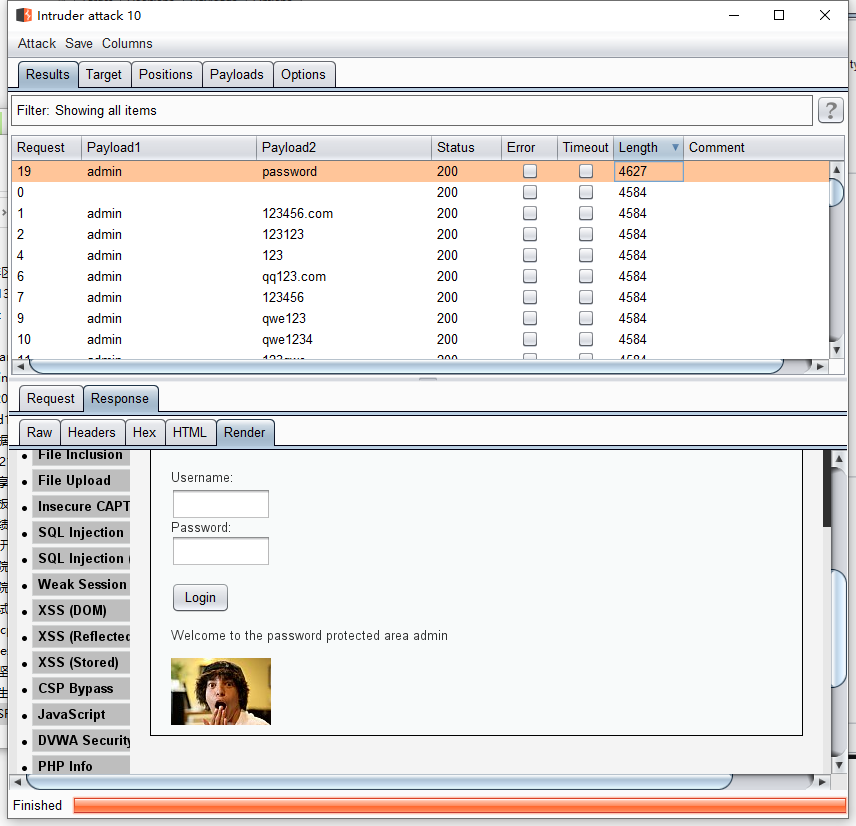 Intruder attack 10
Attack Save Columns
Results Target Positions Payloads Options
Filter: Showing all items
?
Request Payload1 Payload2 Status Error Timeout Length Comment
19 admin password 200 4627
0 200 4584
1 admin 123456.com 200 4584
2 admin 123123 200 4584
4 admin 123 200 4584
6 admin qq123.com 200 4584
7 admin 123456 200 4584
9 admin qwe123 200 4584
10 admin qwe1234 200 4584
11 admin 123qwe 200 4584
Request Response
Raw Headers Hex HTML Render
File Inclusion
File Upload
Insecure CAPT
SQL Injection
SQL Injection (
Weak Session
XSS (DOM)
XSS (Reflected
XSS (Stored)
CSP Bypass
JavaScript
DVWA Security
PHP Info
Username:
Password:
Login
Welcome to the password protected area admin
Finished